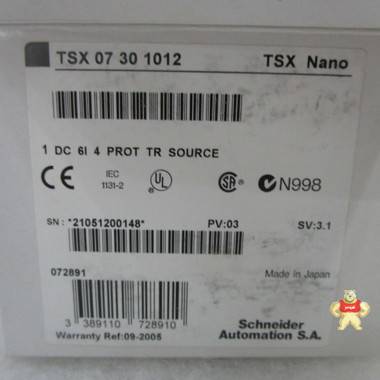 TSX 07 30 1012 TSX Nano
1 DC 6I 4 PROT TR SOURCE
CE IEC 1131-2 UL SA N998
SN : *21051200148* PV:03 SV:3.1
072891 Made in Japan
3 389110 728910
Warranty Ref:09-2005
Schneider
Automation S.A.